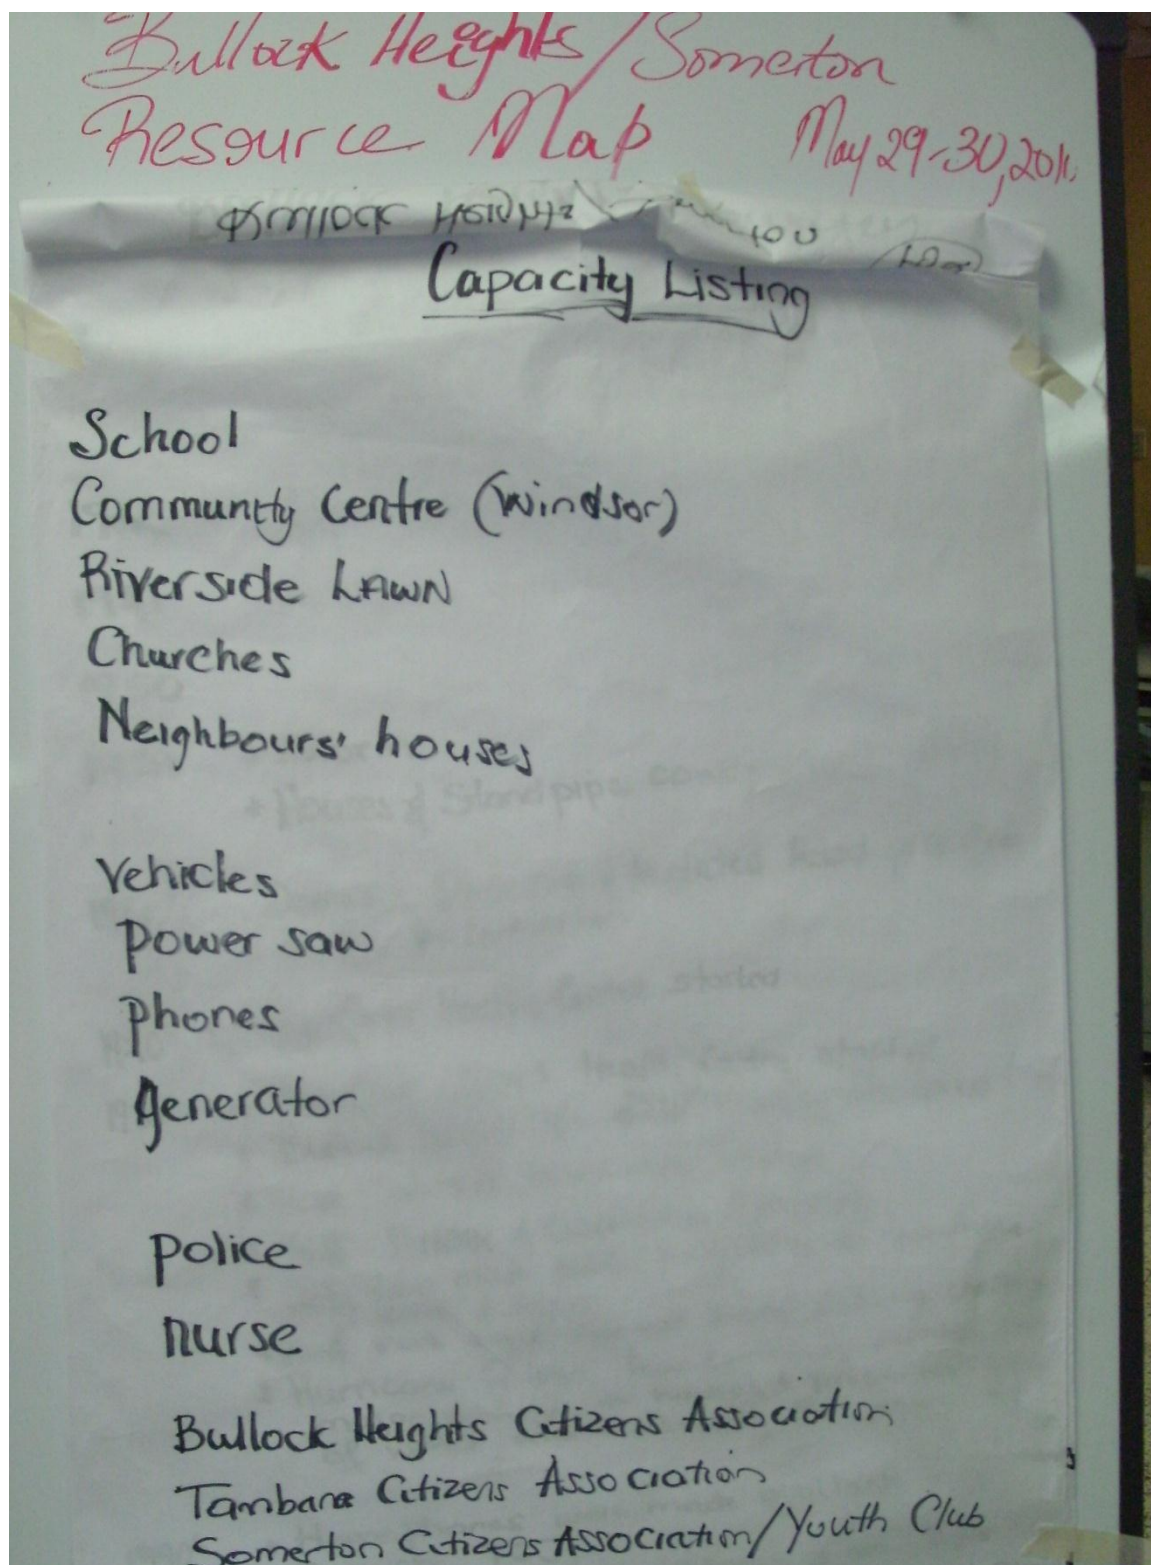 Bullock Heights/Somerton
Resource Map May 29-30, 2011.
Capacity Listing
School
Community Centre (Windsor)
Riverside LAWN
Churches
Neighbours' houses
Vehicles
Power saw
Phones
Generator
Police
nurse
Bullock Heights Citizens Association
Tambana Citizens Association
Somerton Citizens Association/Youth Club